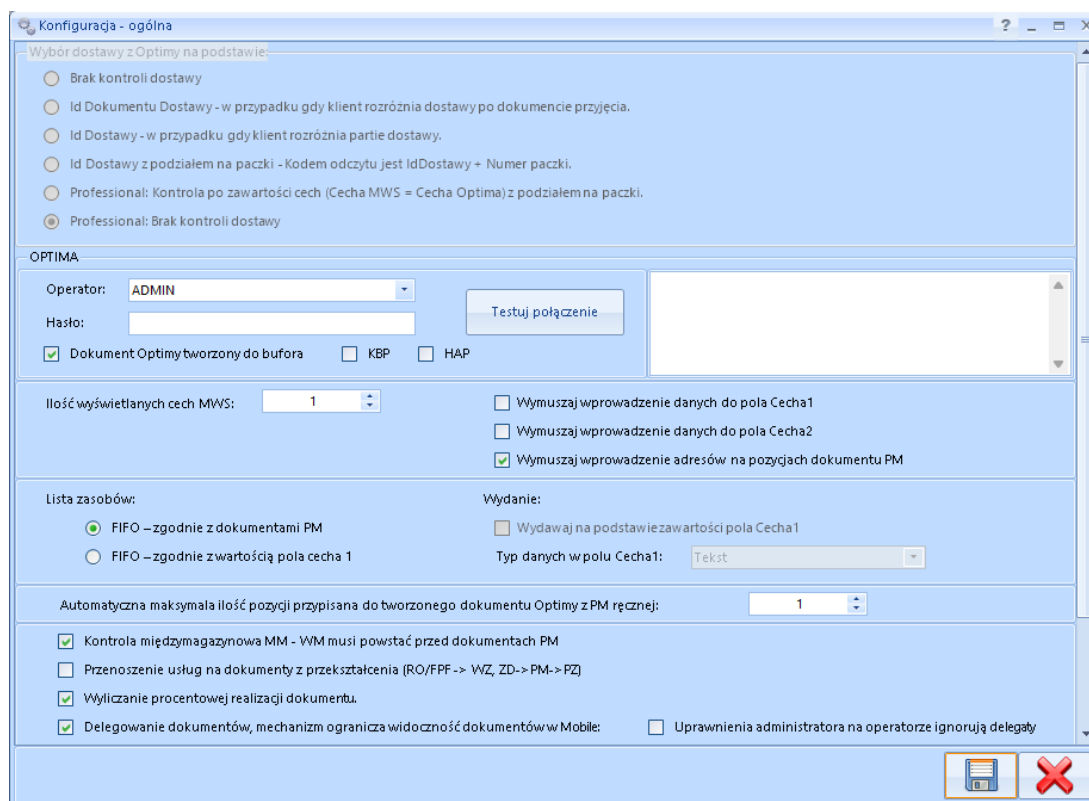 Konfiguracja - ogólna
Wybór dostawy z Optimy na podstawie:
Brak kontroli dostawy
Id Dokumentu Dostawy - w przypadku gdy klient rozróżnia dostawy po dokumencie przyjęcia.
Id Dostawy - w przypadku gdy klient rozróżnia partie dostawy.
Id Dostawy z podziałem na paczki - Kodem odczytu jest IdDostawy + Numer paczki.
Professional: Kontrola po zawartości cech (Cecha MWS = Cecha Optima) z podziałem na paczki.
Professional: Brak kontroli dostawy
OPTIMA
Operator: ADMIN
Hasło:
Testuj połączenie
Dokument Optimy tworzony do bufora KBP HAP
Ilość wyświetlanych cech MWS: 1
Wymuszaj wprowadzenie danych do pola Cecha1
Wymuszaj wprowadzenie danych do pola Cecha2
Wymuszaj wprowadzenie adresów na pozycjach dokumentu PM
Lista zasobów: Wydanie:
FIFO – zgodnie z dokumentami PM Wydawaj na podstawie zawartości pola Cecha1
FIFO – zgodnie z wartością pola cecha 1 Typ danych w polu Cecha1: Tekst
Automatyczna maksymala ilość pozycji przypisana do tworzonego dokumentu Optimy z PM ręcznej: 1
Kontrola międzymagazynowa MM - WM musi powstać przed dokumentach PM
Przenoszenie usług na dokumenty z przekształcenia (RO/FPF -> WZ, ZD->PM->PZ)
Wyliczanie procentowej realizacji dokumentu.
Delegowanie dokumentów, mechanizm ogranicza widoczność dokumentów w Mobile: Uprawnienia administratora na operatorze ignorują delegaty